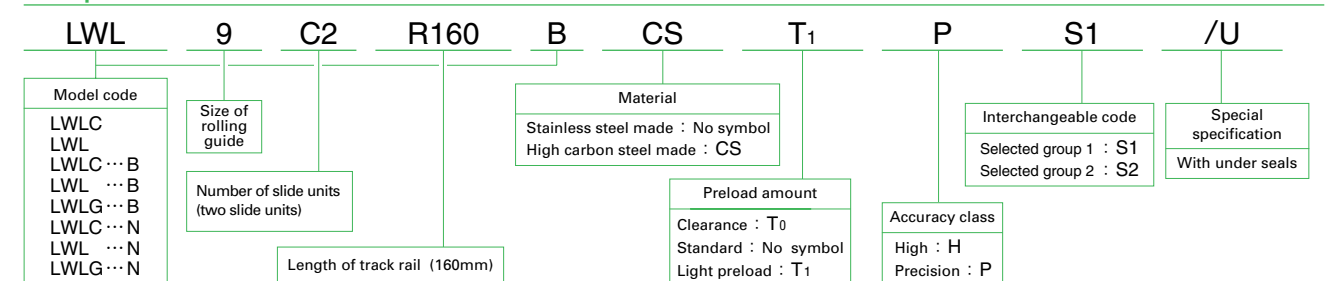 LWL 9 C2 R160 B CS T1 P S1 /U
Model code
LWLC
LWL
LWLC…B
LWL …B
LWLG…B
LWLC…N
LWL …N
LWLG…N
Size of
rolling
guide
Number of slide units
(two slide units)
Length of track rail (160mm)
Material
Stainless steel made : No symbol
High carbon steel made : CS
Preload amount
Clearance : T0
Standard : No symbol
Light preload : T1
Accuracy class
High : H
Precision : P
Interchangeable code
Selected group 1 : S1
Selected group 2 : S2
Special
specification
With under seals